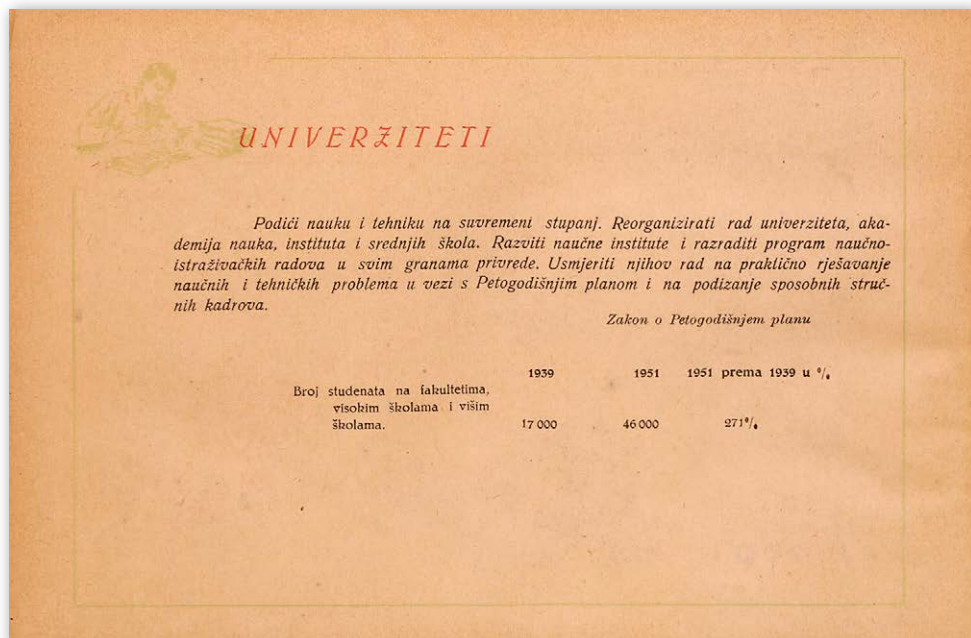 UNIVERZITETI
Podići nauku i tehniku na suvremeni stupanj. Reorganizirati rad univerziteta, aka-
demija nauka, instituta i srednjih škola. Razviti naučne institute i razraditi program naučno-
istraživačkih radova u svim granama privrede. Usmjeriti njihov rad na praklično rješavanje
naučnih i tehničkih problema u vezi s Petogodišnjim planom i na podizanje sposobnih struč-
nih kadrova.
Zakon o Petogodišnjem planu
1939 1951 1951 prema 1939 u %
Broj studenata na fakultetima,
visokim školama i višim
školama. 17 000 46 000 271%